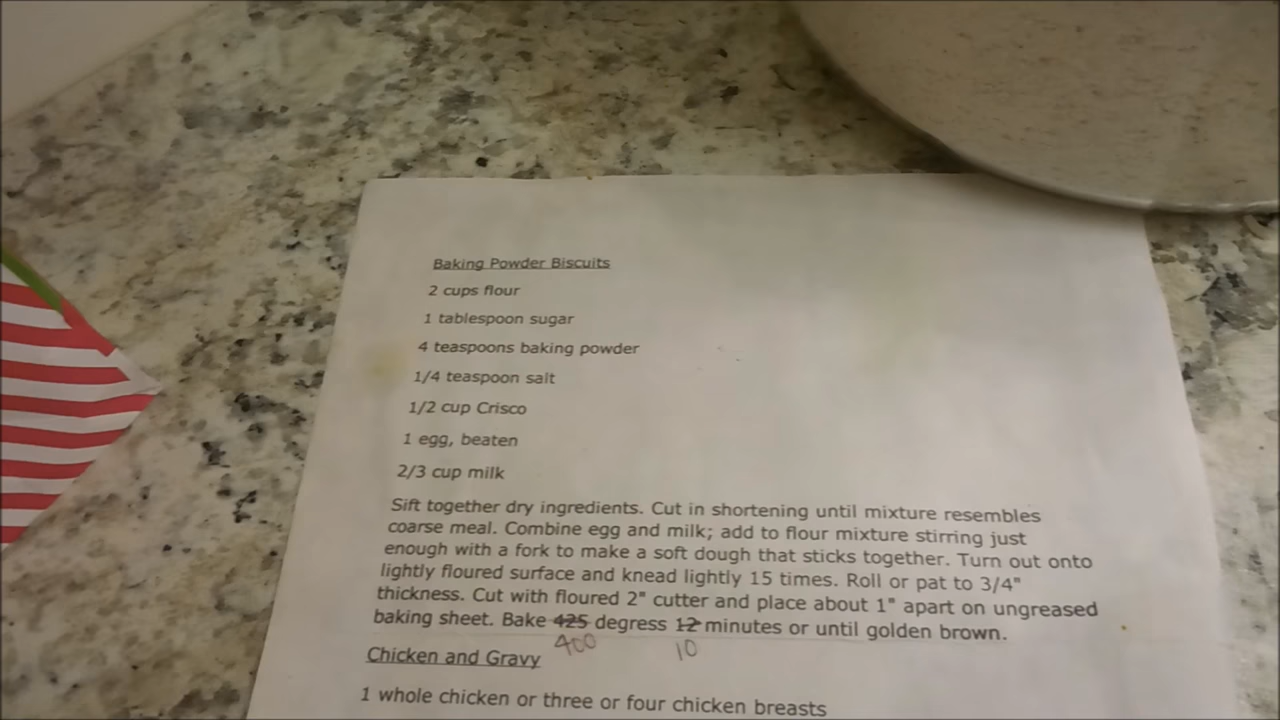 Baking Powder Biscuits
2 cups flour
1 tablespoon sugar
4 teaspoons baking powder
1/4 teaspoon salt
1/2 cup Crisco
1 egg, beaten
2/3 cup milk
Sift together dry ingredients. Cut in shortening until mixture resembles
coarse meal. Combine egg and milk; add to flour mixture stirring just
enough with a fork to make a soft dough that sticks together. Turn out onto
lightly floured surface and knead lightly 15 times. Roll or pat to 3/4"
thickness. Cut with floured 2" cutter and place about 1" apart on ungreased
baking sheet. Bake 425 degress 12 minutes or until golden brown.
400 10
Chicken and Gravy
1 whole chicken or three or four chicken breasts